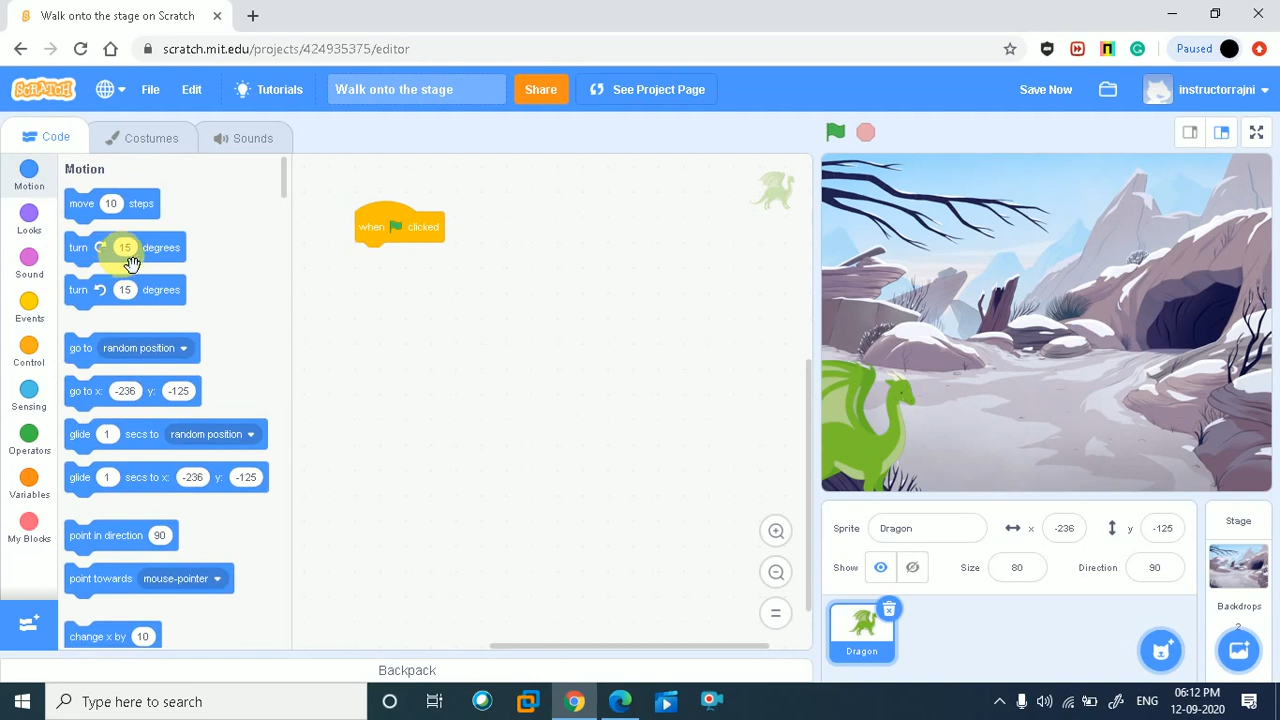 Walk onto the stage on Scratch
scratch.mit.edu/projects/424935375/editor
Paused
SCRATCH
File
Edit
Tutorials
Walk onto the stage
Share
See Project Page
Save Now
instructorrajni
Code
Costumes
Sounds
Motion
Looks
Sound
Events
Control
Sensing
Operators
Variables
My Blocks
Motion
move 10 steps
turn 15 degrees
turn 15 degrees
go to random position
go to x: -236 y: -125
glide 1 secs to random position
glide 1 secs to x: -236 y: -125
point in direction 90
point towards mouse-pointer
change x by 10
when clicked
Backpack
Sprite Dragon x -236 y -125
Show Size 80 Direction 90
Dragon
Stage
Backdrops
2
Type here to search
ENG
06:12 PM
12-09-2020